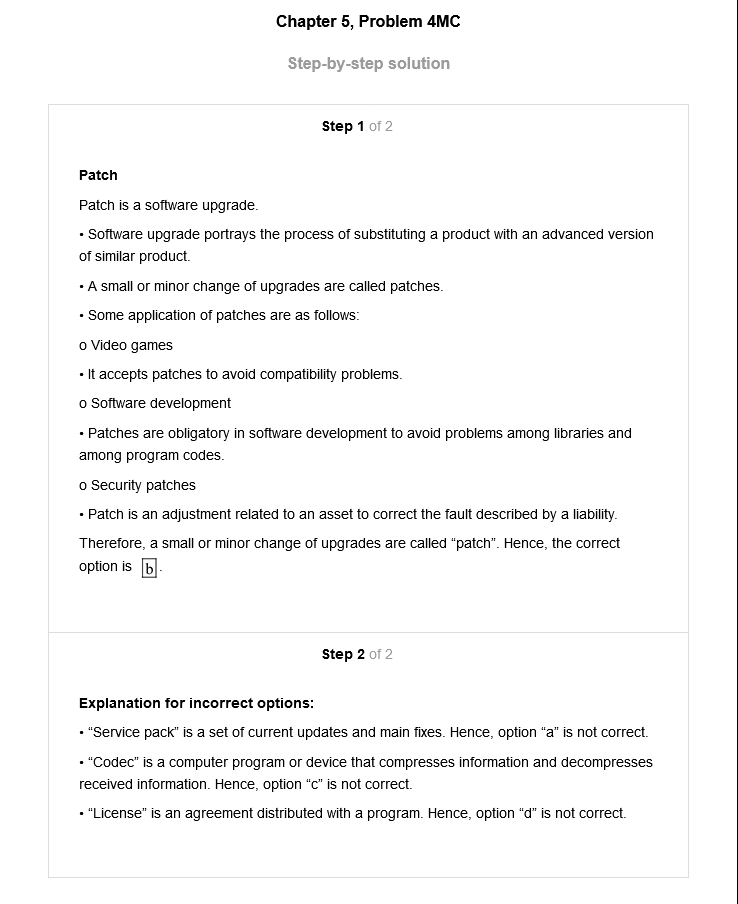 Chapter 5, Problem 4MC
Step-by-step solution
Step 1 of 2
Patch
Patch is a software upgrade.
• Software upgrade portrays the process of substituting a product with an advanced version
of similar product.
• A small or minor change of upgrades are called patches.
• Some application of patches are as follows:
o Video games
• It accepts patches to avoid compatibility problems.
o Software development
• Patches are obligatory in software development to avoid problems among libraries and
among program codes.
o Security patches
• Patch is an adjustment related to an asset to correct the fault described by a liability.
Therefore, a small or minor change of upgrades are called “patch”. Hence, the correct
option is b.
Step 2 of 2
Explanation for incorrect options:
• “Service pack” is a set of current updates and main fixes. Hence, option “a” is not correct.
• “Codec” is a computer program or device that compresses information and decompresses
received information. Hence, option “c” is not correct.
• “License” is an agreement distributed with a program. Hence, option “d” is not correct.